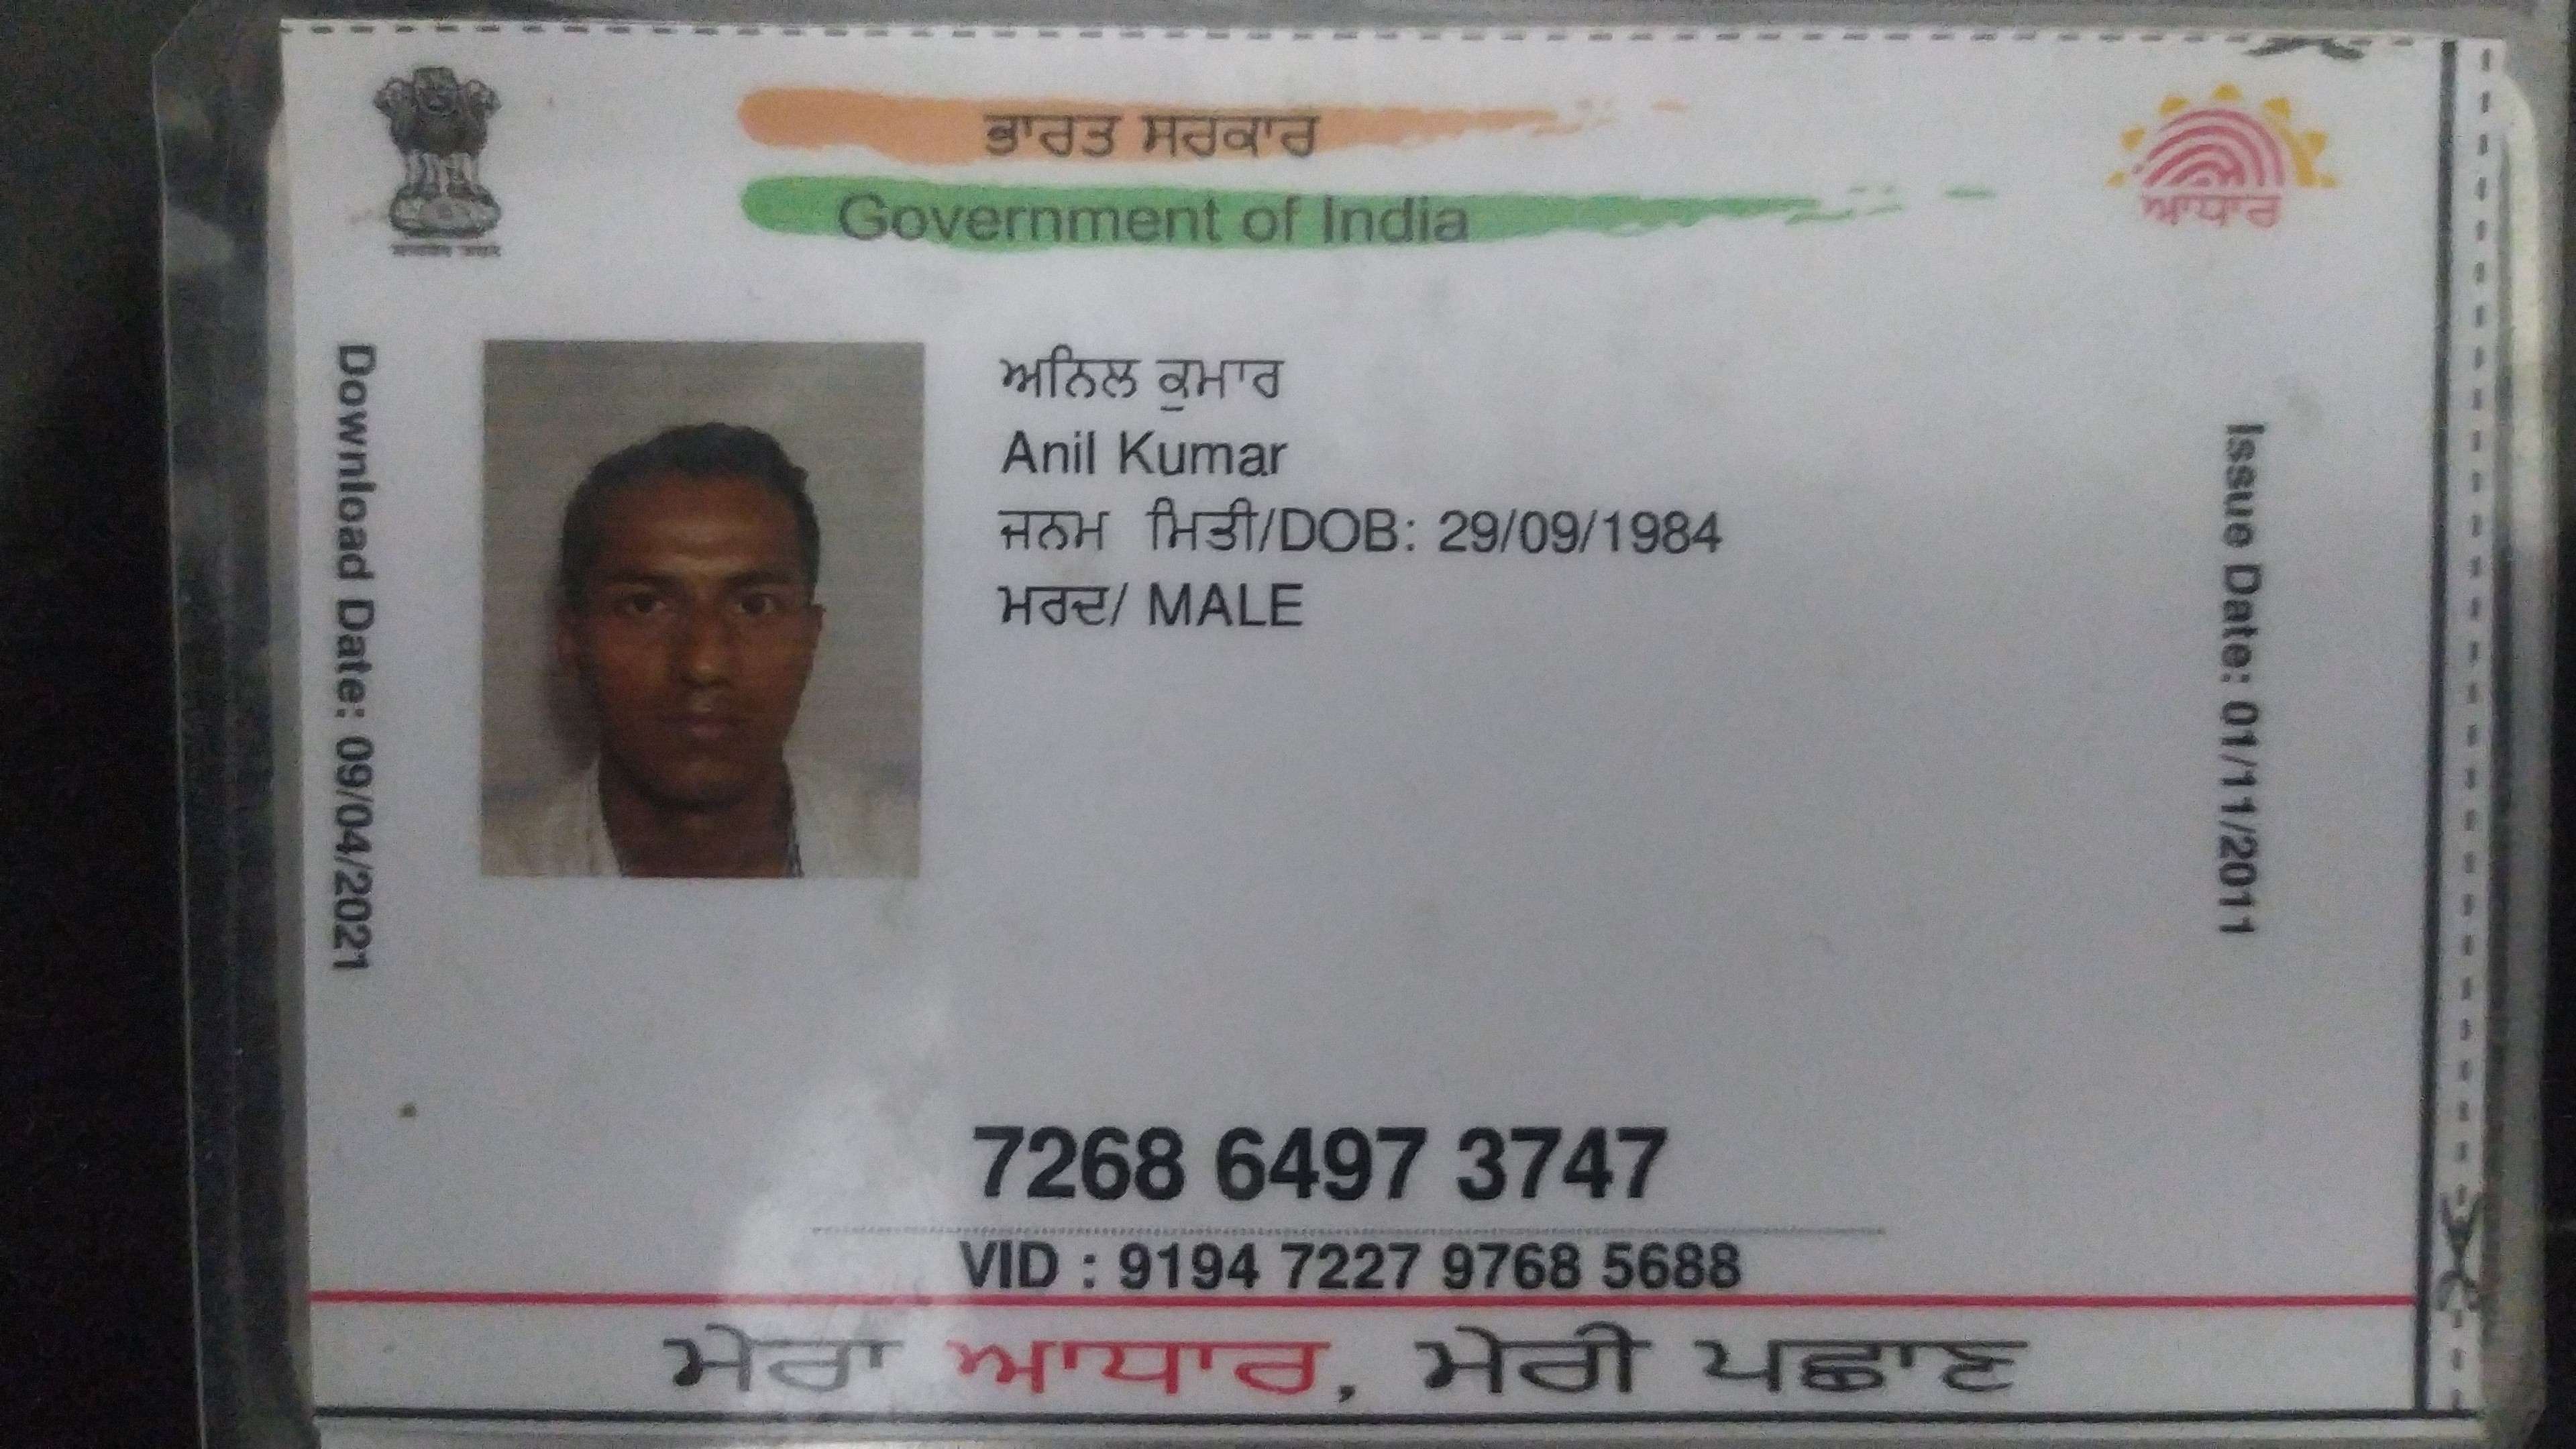 ਭਾਰਤ ਸਰਕਾਰ
Government of India
ਆਧਾਰ
Download Date: 09/04/2021
ਅਨਿਲ ਕੁਮਾਰ
Anil Kumar
ਜਨਮ ਮਿਤੀ/DOB: 29/09/1984
ਮਰਦ/ MALE
Issue Date: 01/11/2011
7268 6497 3747
VID : 9194 7227 9768 5688
ਮੇਰਾ ਆਧਾਰ, ਮੇਰੀ ਪਛਾਣ